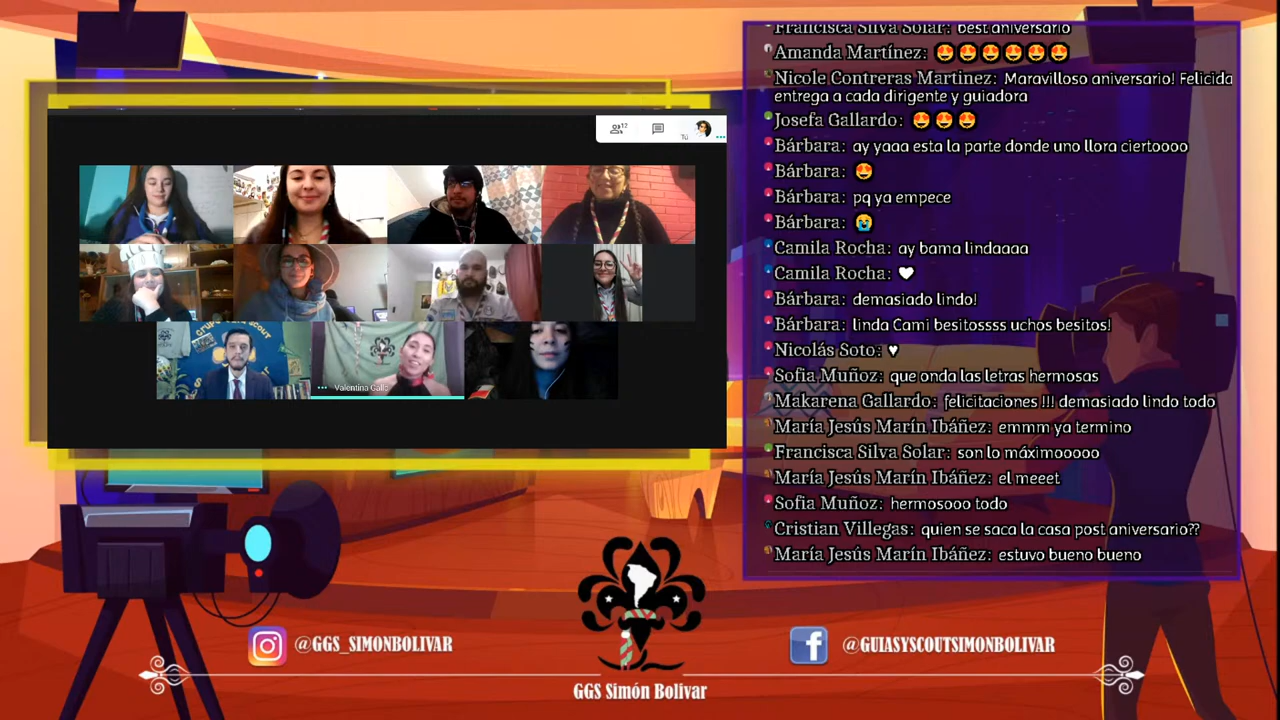 12
Tú
Valentina Calle
Francisca Silva Solar: best aniversario
Amanda Martínez: 🤩🤩🤩🤩🤩🤩
Nicole Contreras Martinez: Maravilloso aniversario! Felicida
entrega a cada dirigente y guiadora
Josefa Gallardo: 🤩🤩🤩
Bárbara: ay yaaa esta la parte donde uno llora ciertoooo
Bárbara: 🤩
Bárbara: pq ya empece
Bárbara: 😭
Camila Rocha: ay bama lindaaaa
Camila Rocha: 🤍
Bárbara: demasiado lindo!
Bárbara: linda Cami besitossss uchos besitos!
Nicolás Soto: ♥
Sofia Muñoz: que onda las letras hermosas
Makarena Gallardo: felicitaciones !!! demasiado lindo todo
María Jesús Marín Ibáñez: emmm ya termino
Francisca Silva Solar: son lo máximooooo
María Jesús Marín Ibáñez: el meeet
Sofia Muñoz: hermosooo todo
Cristian Villegas: quien se saca la casa post aniversario??
María Jesús Marín Ibáñez: estuvo bueno bueno
@GGS_SIMONBOLIVAR
@GUIASYSCOUTSIMONBOLIVAR
GGS Simón Bolivar